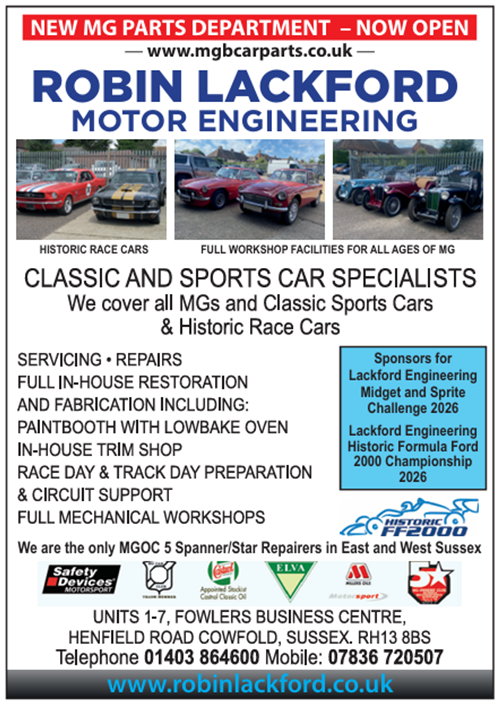 NEW MG PARTS DEPARTMENT – NOW OPEN
— www.mgbcarparts.co.uk —
ROBIN LACKFORD
MOTOR ENGINEERING
HISTORIC RACE CARS
FULL WORKSHOP FACILITIES FOR ALL AGES OF MG
CLASSIC AND SPORTS CAR SPECIALISTS
We cover all MGs and Classic Sports Cars
& Historic Race Cars
SERVICING • REPAIRS
FULL IN-HOUSE RESTORATION
AND FABRICATION INCLUDING:
PAINTBOOTH WITH LOWBAKE OVEN
IN-HOUSE TRIM SHOP
RACE DAY & TRACK DAY PREPARATION
& CIRCUIT SUPPORT
FULL MECHANICAL WORKSHOPS
Sponsors for
Lackford Engineering
Midget and Sprite
Challenge 2026
Lackford Engineering
Historic Formula Ford
2000 Championship
2026
HISTORIC
FF2000
We are the only MGOC 5 Spanner/Star Repairers in East and West Sussex
Safety
Devices®
MOTORSPORT
Castrol
Appointed Stockist
Castrol Classic Oil
ELVA
MILLERS OILS
Motorsport
UNITS 1-7, FOWLERS BUSINESS CENTRE,
HENFIELD ROAD COWFOLD, SUSSEX. RH13 8BS
Telephone 01403 864600 Mobile: 07836 720507
www.robinlackford.co.uk